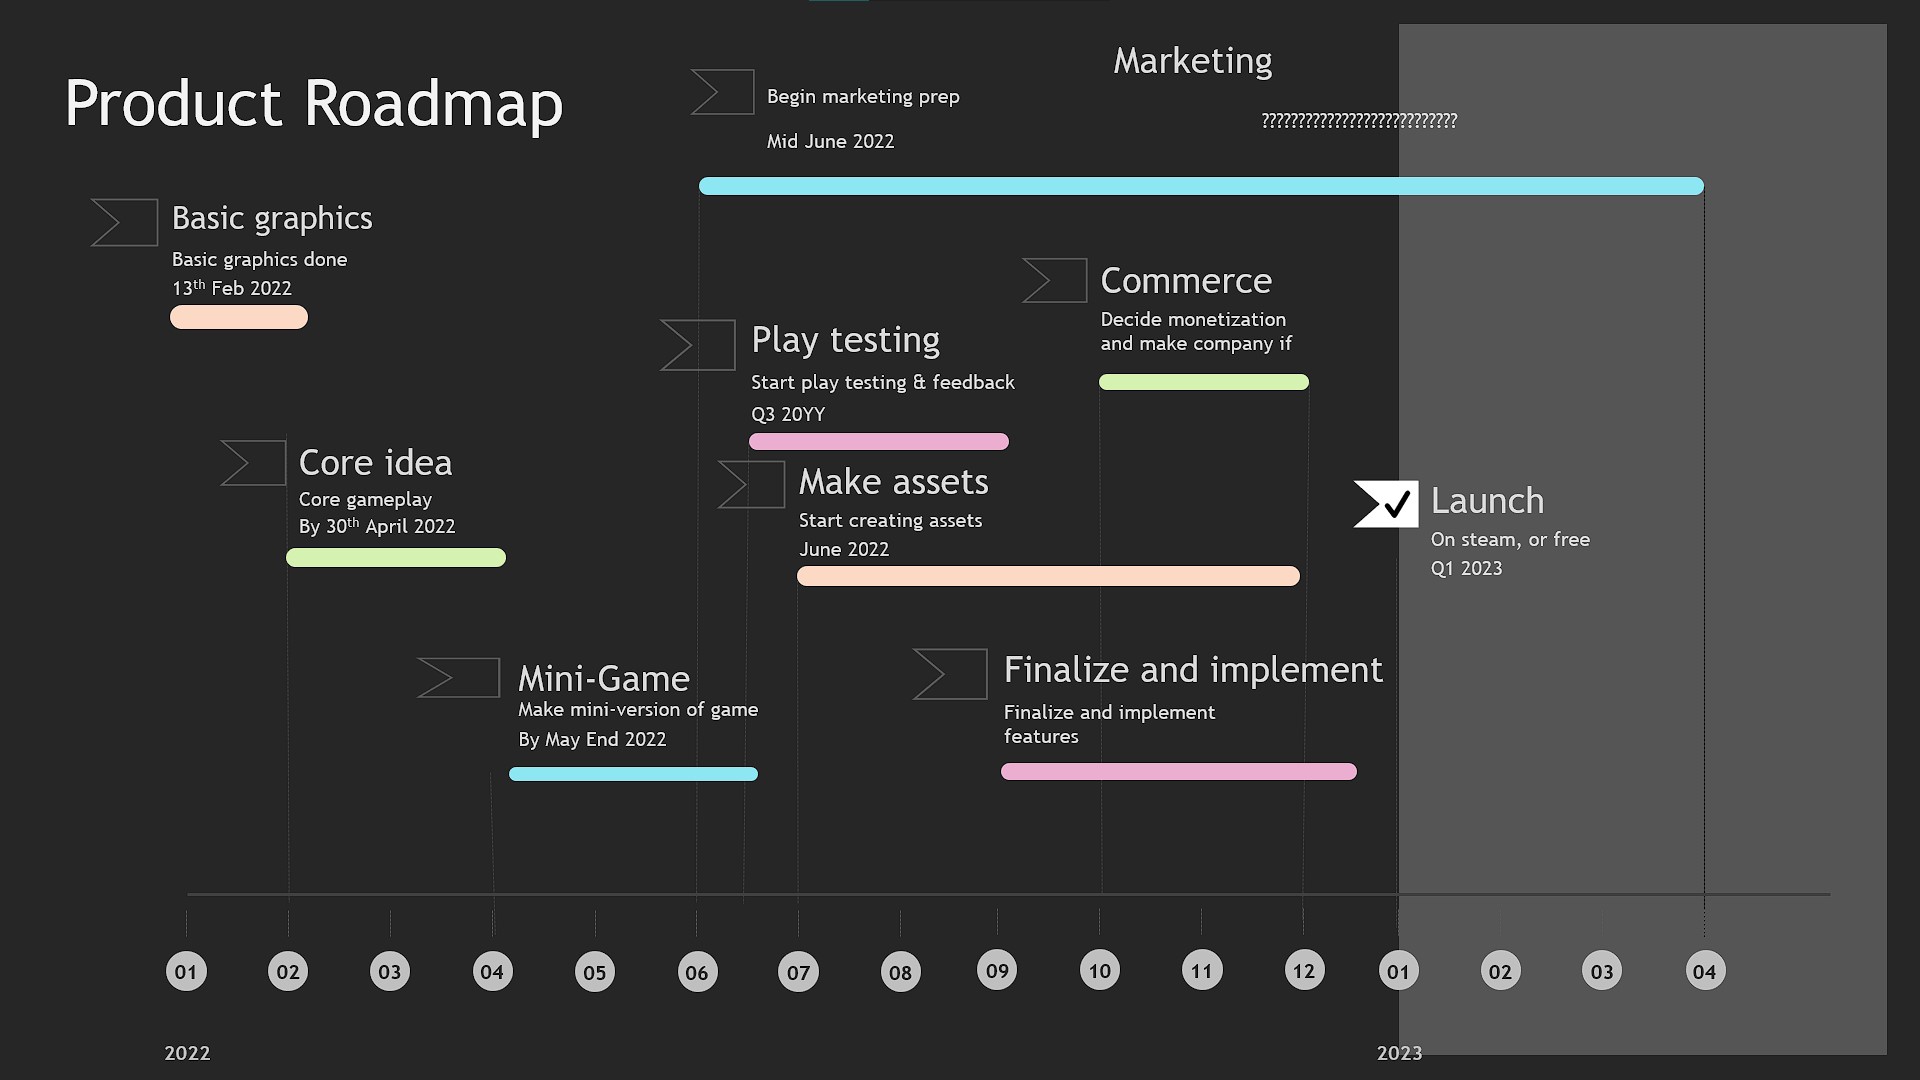 Product Roadmap
Begin marketing prep
Mid June 2022
Marketing
???????????????????????????
Basic graphics
Basic graphics done
13th Feb 2022
Commerce
Decide monetization
and make company if
Play testing
Start play testing & feedback
Q3 20YY
Core idea
Core gameplay
By 30th April 2022
Make assets
Start creating assets
June 2022
Launch
On steam, or free
Q1 2023
Mini-Game
Make mini-version of game
By May End 2022
Finalize and implement
Finalize and implement
features
01 02 03 04 05 06 07 08 09 10 11 12 01 02 03 04
2022 2023